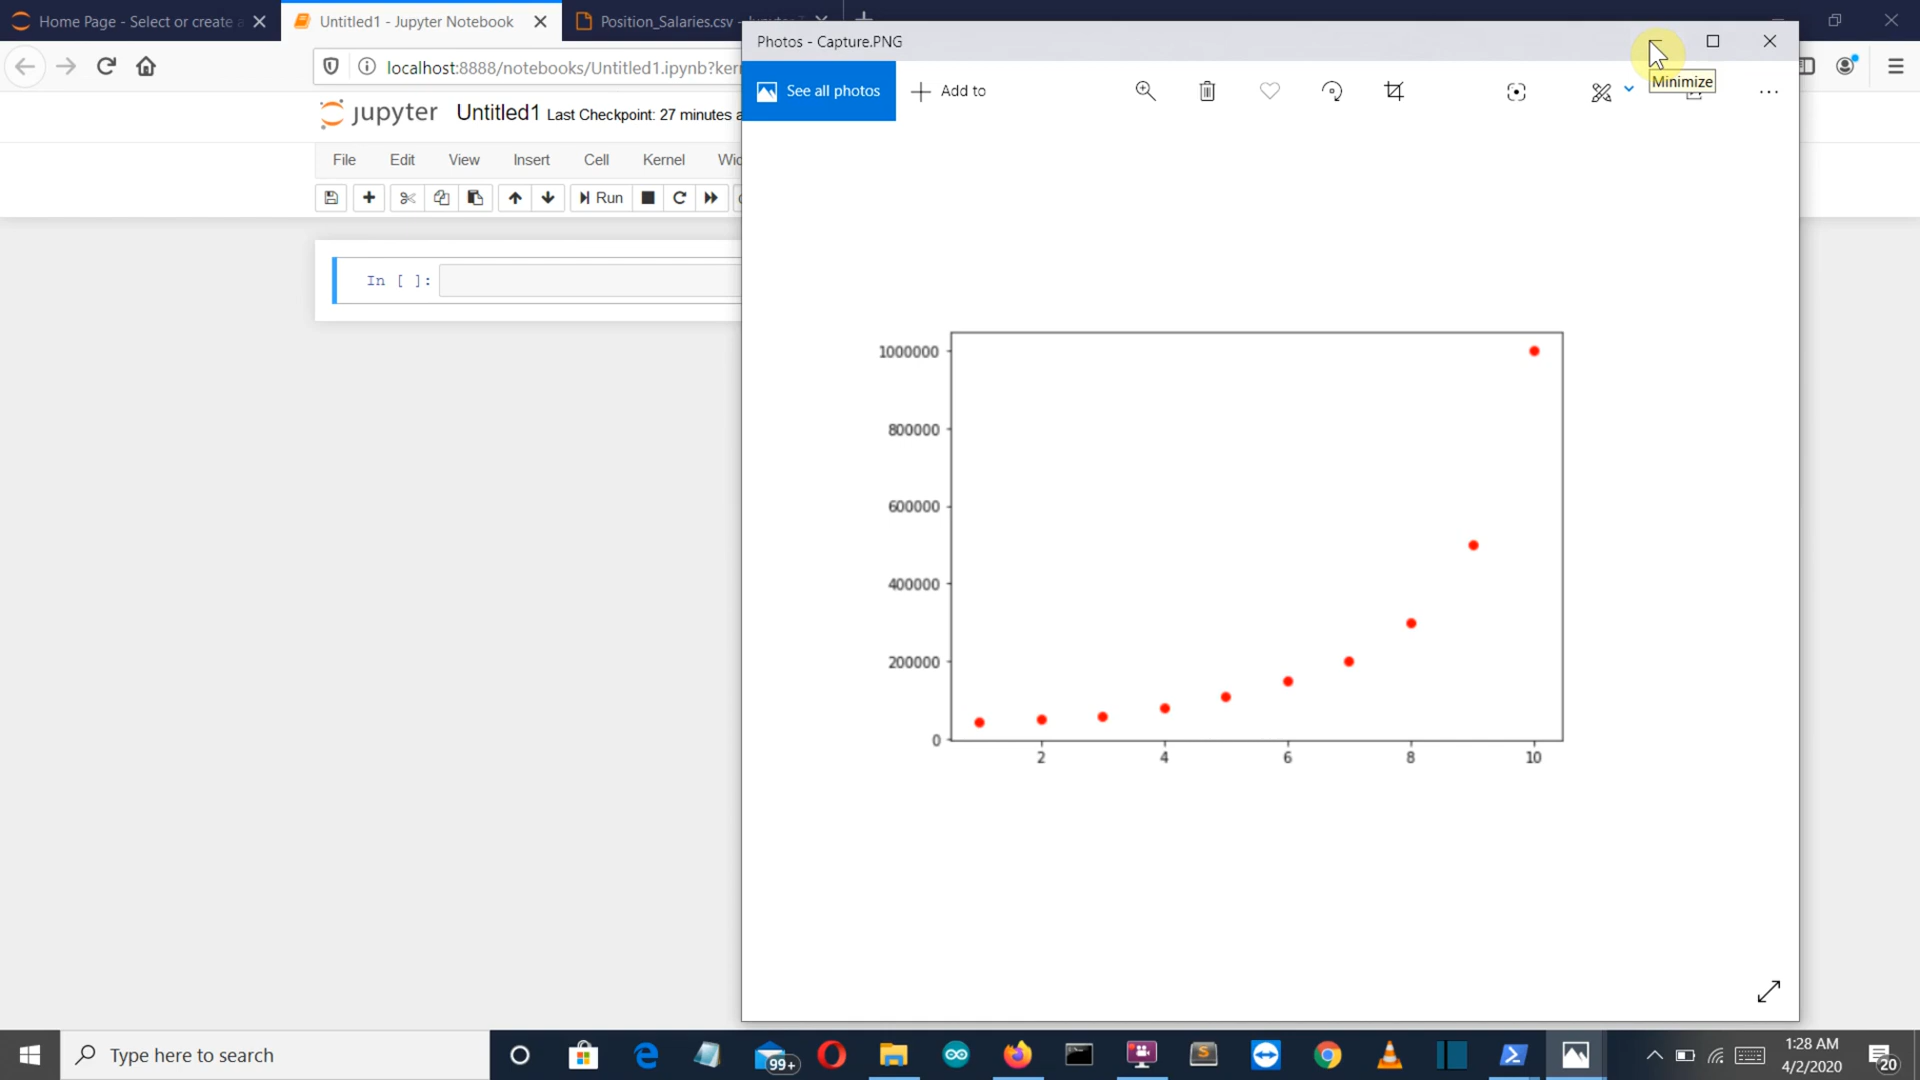 Home Page - Select or create a
Untitled1 - Jupyter Notebook
Position_Salaries.csv - Jupyter T
localhost:8888/notebooks/Untitled1.ipynb?ker
jupyter Untitled1 Last Checkpoint: 27 minutes a
File Edit View Insert Cell Kernel Wid
Run
In [ ]:
Photos - Capture.PNG
Minimize
See all photos
Add to
1000000
800000
600000
400000
200000
0
2 4 6 8 10
Type here to search
99+
S
1:28 AM
4/2/2020
20